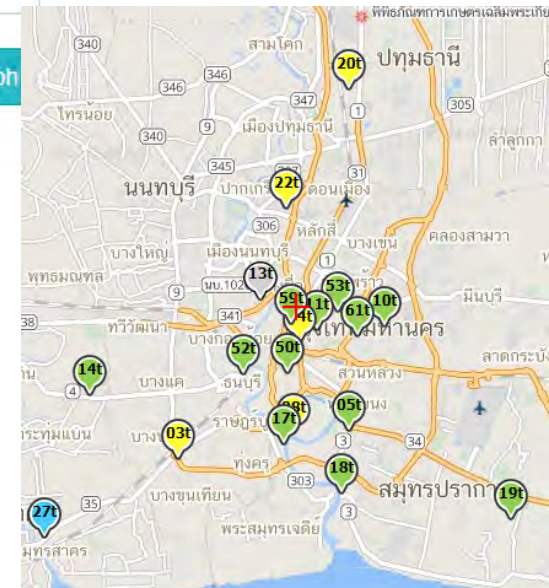 พิพิธภัณฑ์การเกษตรเฉลิมพระเกีย
340
สามโคก
20t
ปทุมธานี
ph
346
346
347
1
305
ไทรน้อย
9
เมืองปทุมธานี
340
ลำลูกกา
345
31
นนทบุรี
ปากเกร
22t
ดอนเมือง
306
หลักสี่
บางเขน
คลองสามวา
บางใหญ่
เมืองนนทบุรี
1
พุทธมณฑล
นบ.102
13t
53t
9
มีนบุรี
59t
11t
61t
10t
341
4t
ทวีวัฒนา
52t
50t
ลาดกระบัง
14t
4
บางแค
ธนบุรี
สวนหลวง
ราษฎร์บ
17t
08t
05t
03t
3
34
ทุ่งครุ
18t
303
สมุทรปรากา
19t
27t
35
บางขุนเทียน
3
พระสมุทรเจดีย์
มุทรสาคร